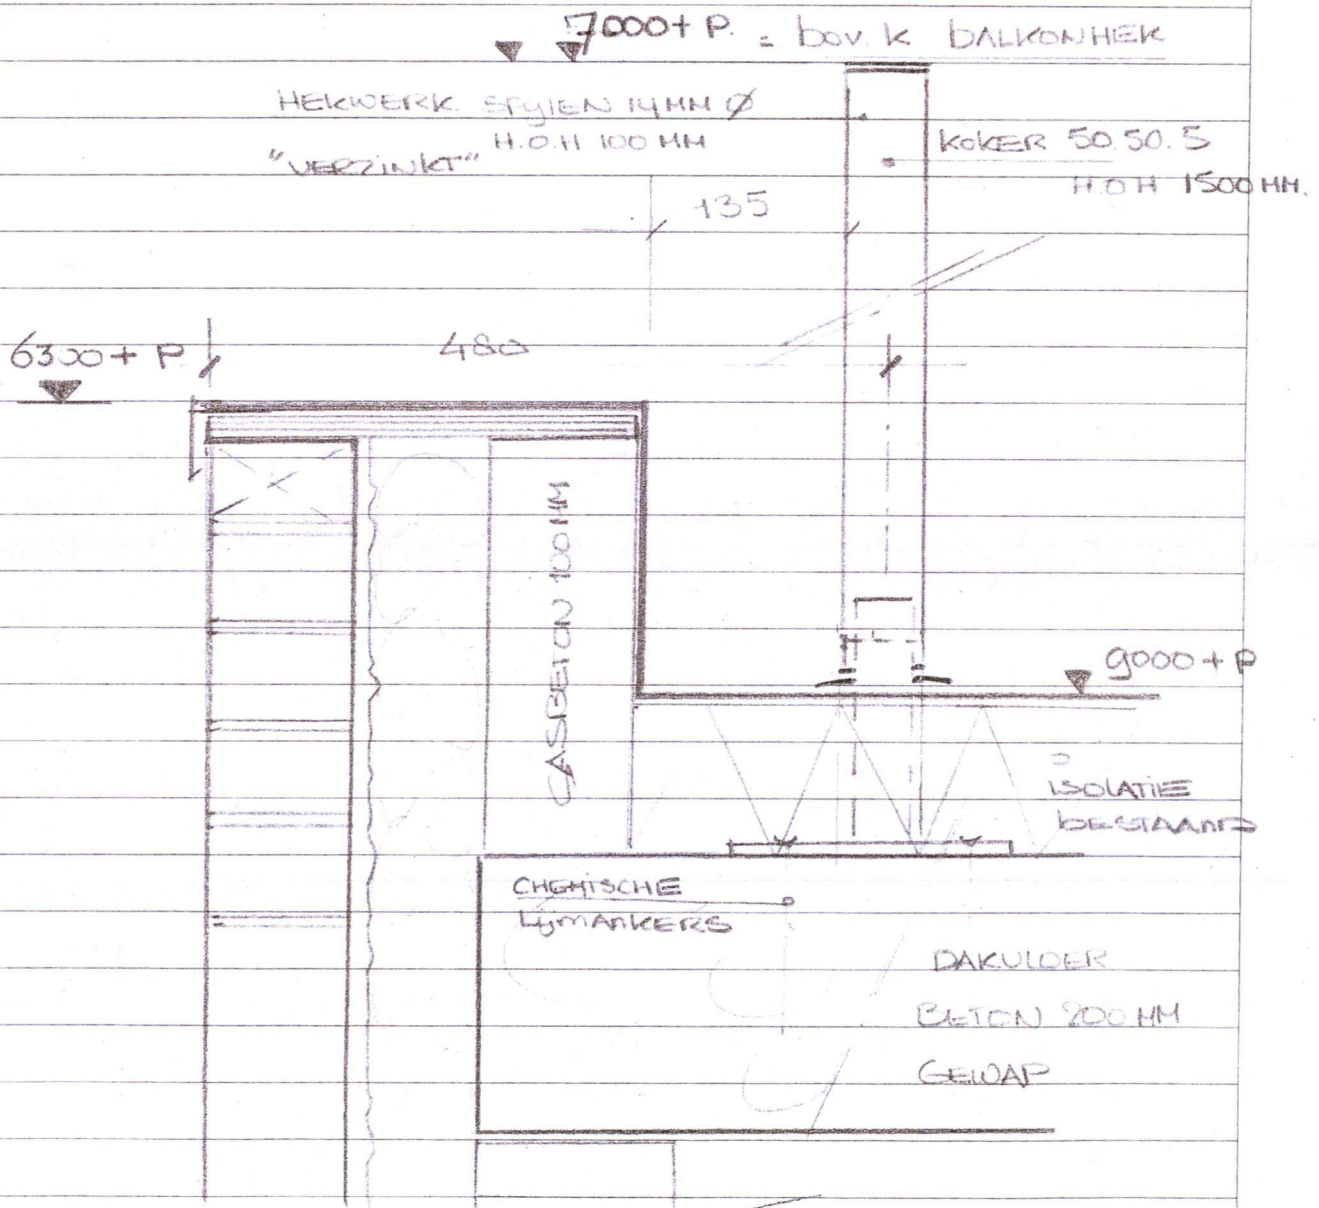 7000+ P. = bov. k BALKONHEK
HEKWERK STYLEN 14MM Ø
H.O.H 100 MM
"VERZINKT"
KOKER 50.50.5
H.O.H 1500 MM.
135
6300+ P
480
GASBETON 100 MM
9000+P
ISOLATIE
BESTAAND
CHEMISCHE
LijmANKERS
DAKVLOER
BETON 200 MM
GEWAP